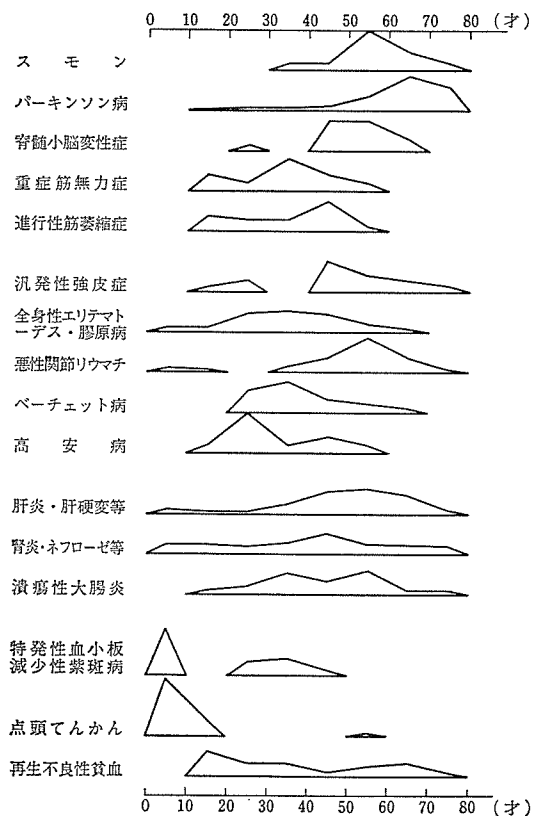 0 10 20 30 40 50 60 70 80 (才)
スモン
パーキンソン病
脊髄小脳変性症
重症筋無力症
進行性筋萎縮症
汎発性強皮症
全身性エリテマト
ーデス・膠原病
悪性関節リウマチ
ベーチェット病
高安病
肝炎・肝硬変等
腎炎・ネフローゼ等
潰瘍性大腸炎
特発性血小板
減少性紫斑病
点頭てんかん
再生不良性貧血
0 10 20 30 40 50 60 70 80 (才)